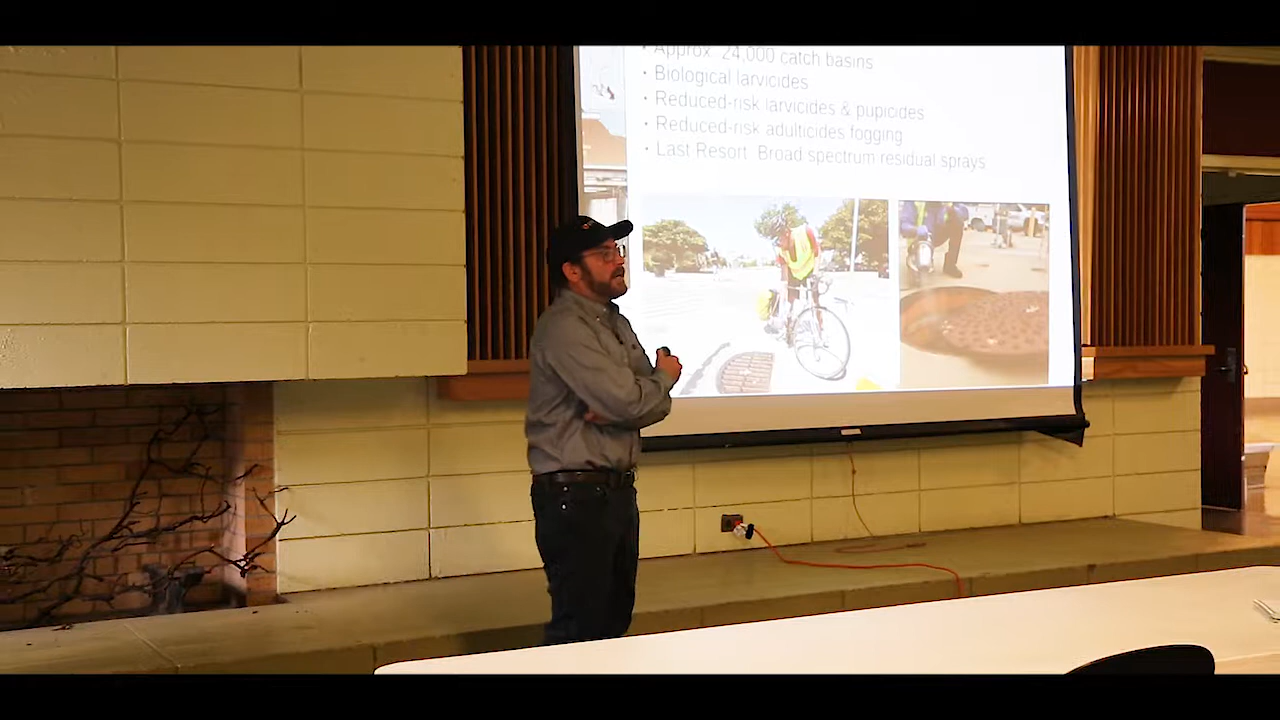 • Approx. 24,000 catch basins
• Biological larvicides
• Reduced-risk larvicides & pupicides
• Reduced-risk adulticides fogging
• Last Resort: Broad spectrum residual sprays